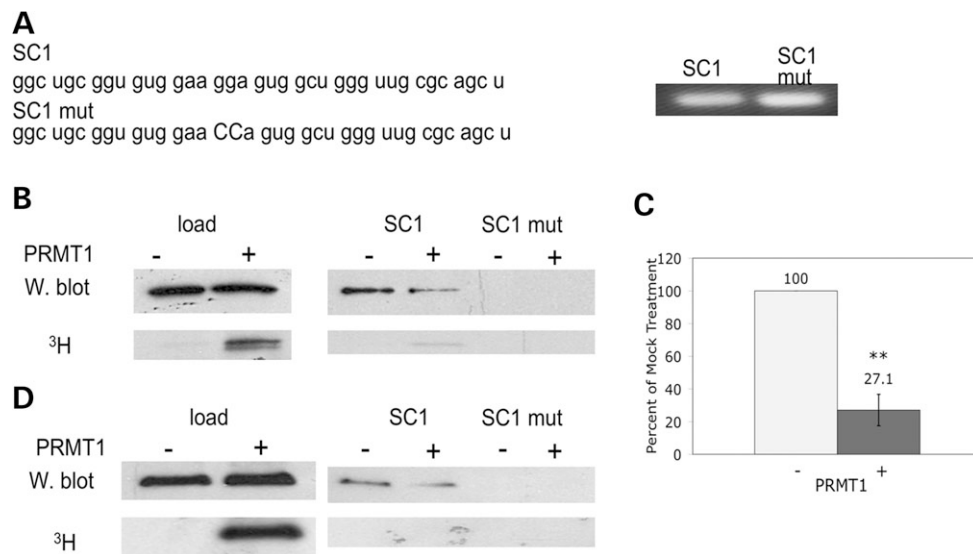 A
SC1
ggc ugc ggu gug gaa gga gug gcu ggg uug cgc agc u
SC1 mut
ggc ugc ggu gug gaa CCa gug gcu ggg uug cgc agc u
SC1 SC1 mut
B
load SC1 SC1 mut
PRMT1 - + - + - +
W. blot
3H
C
Percent of Mock Treatment
120
100
80
60
40
20
0
100
**
27.1
- +
PRMT1
D
load SC1 SC1 mut
PRMT1 - + - + - +
W. blot
3H